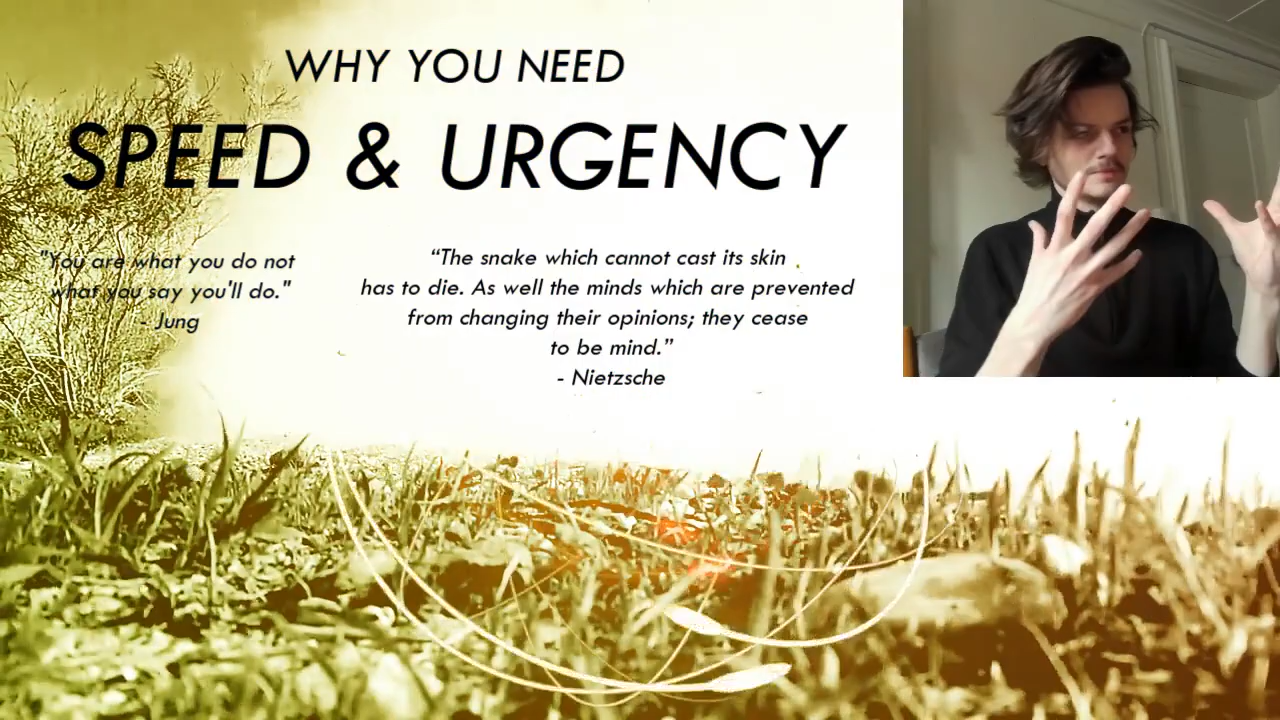 WHY YOU NEED
SPEED & URGENCY
"You are what you do not
what you say you'll do."
- Jung
“The snake which cannot cast its skin
has to die. As well the minds which are prevented
from changing their opinions; they cease
to be mind.”
- Nietzsche